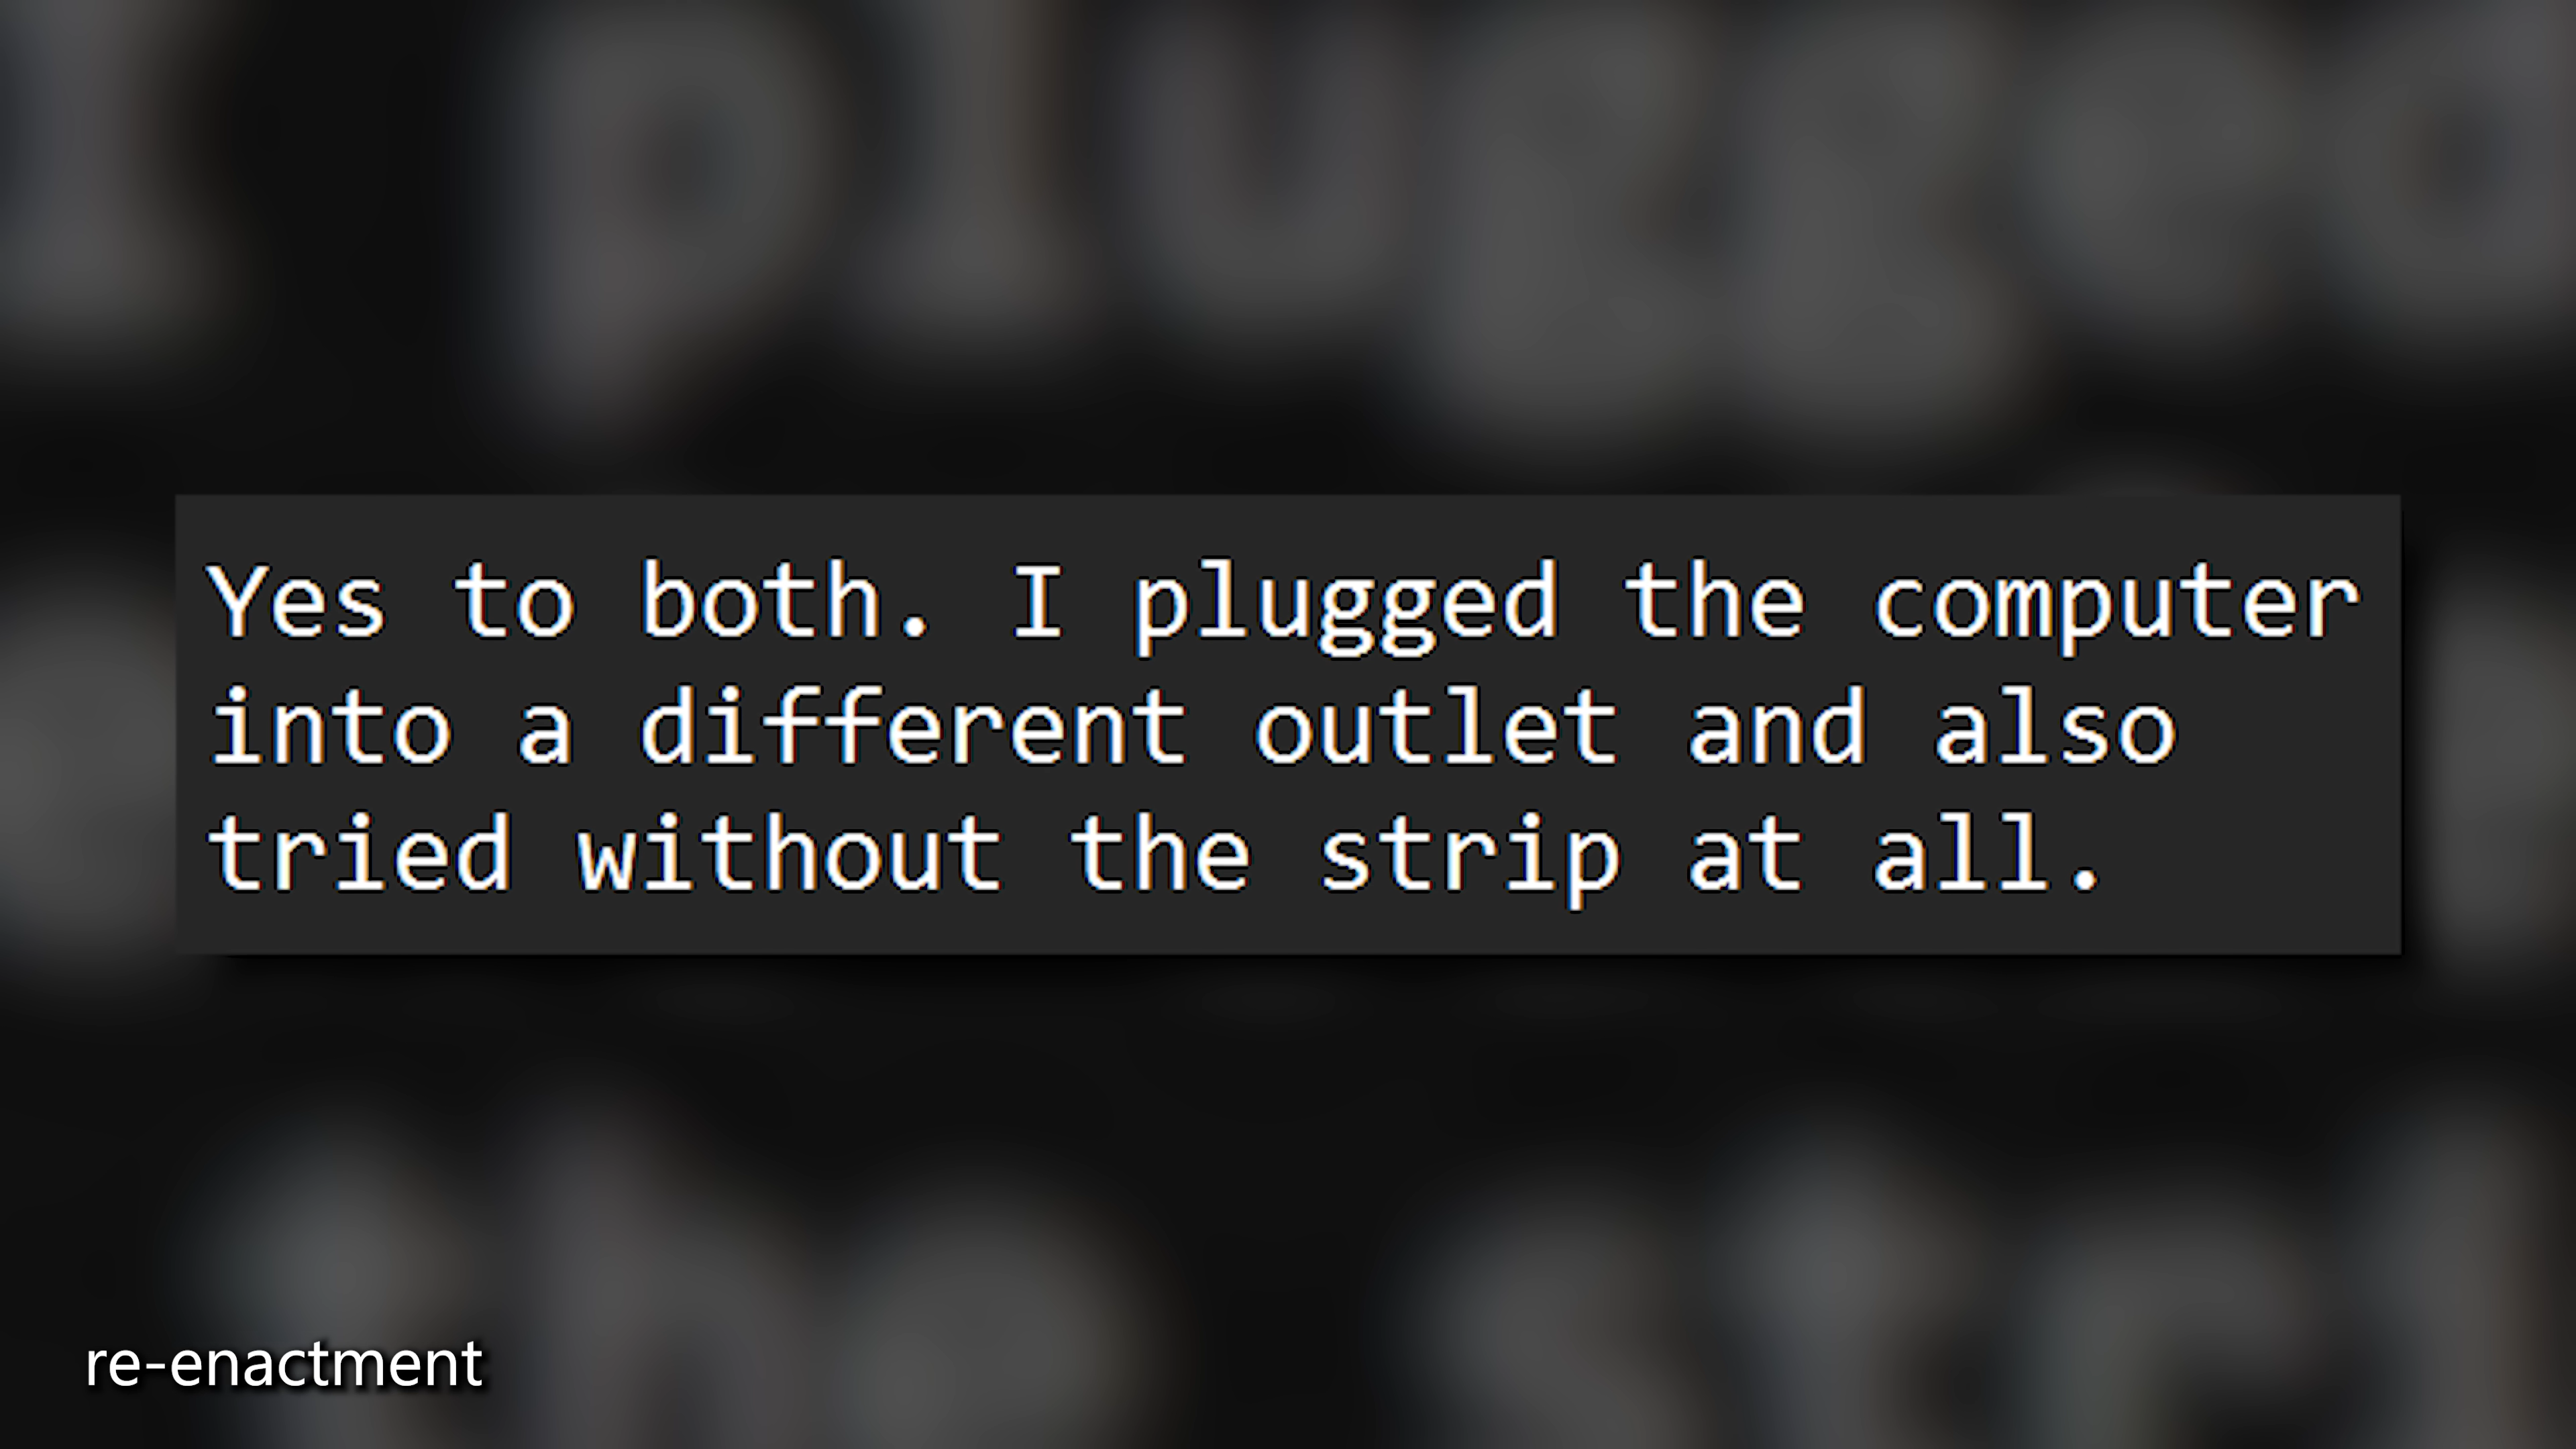 Yes to both. I plugged the computer
into a different outlet and also
tried without the strip at all.
re-enactment